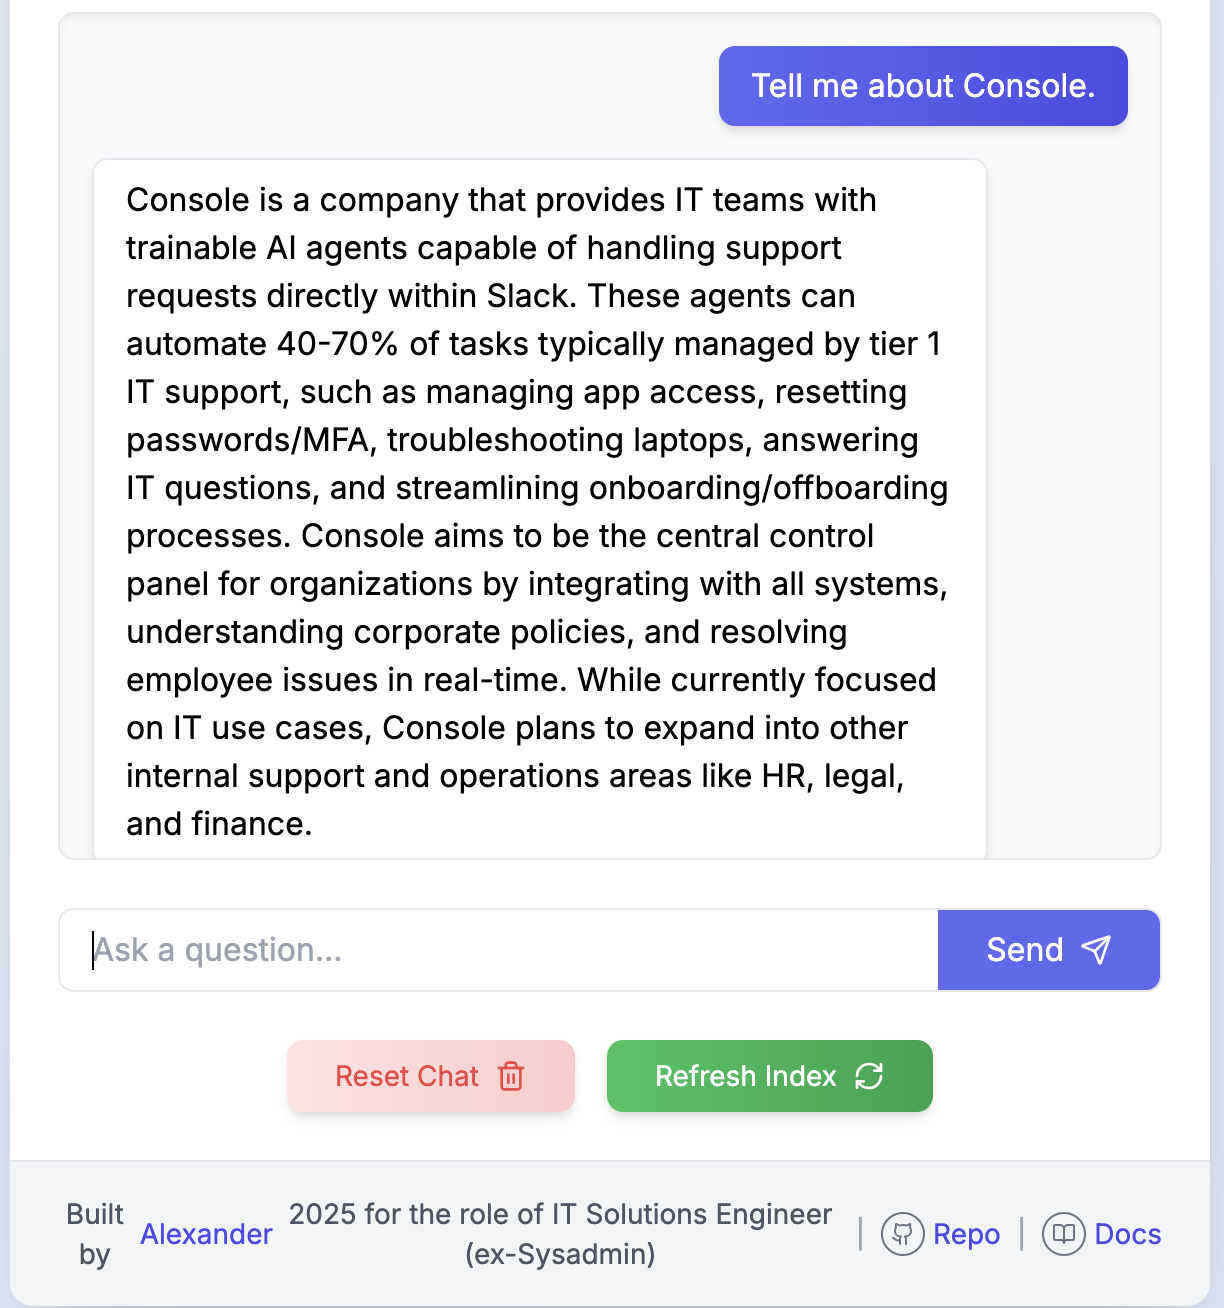 Tell me about Console.
Console is a company that provides IT teams with
trainable AI agents capable of handling support
requests directly within Slack. These agents can
automate 40-70% of tasks typically managed by tier 1
IT support, such as managing app access, resetting
passwords/MFA, troubleshooting laptops, answering
IT questions, and streamlining onboarding/offboarding
processes. Console aims to be the central control
panel for organizations by integrating with all systems,
understanding corporate policies, and resolving
employee issues in real-time. While currently focused
on IT use cases, Console plans to expand into other
internal support and operations areas like HR, legal,
and finance.
Ask a question...
Send
Reset Chat
Refresh Index
Built
by
Alexander
2025 for the role of IT Solutions Engineer
(ex-Sysadmin)
| Repo | Docs